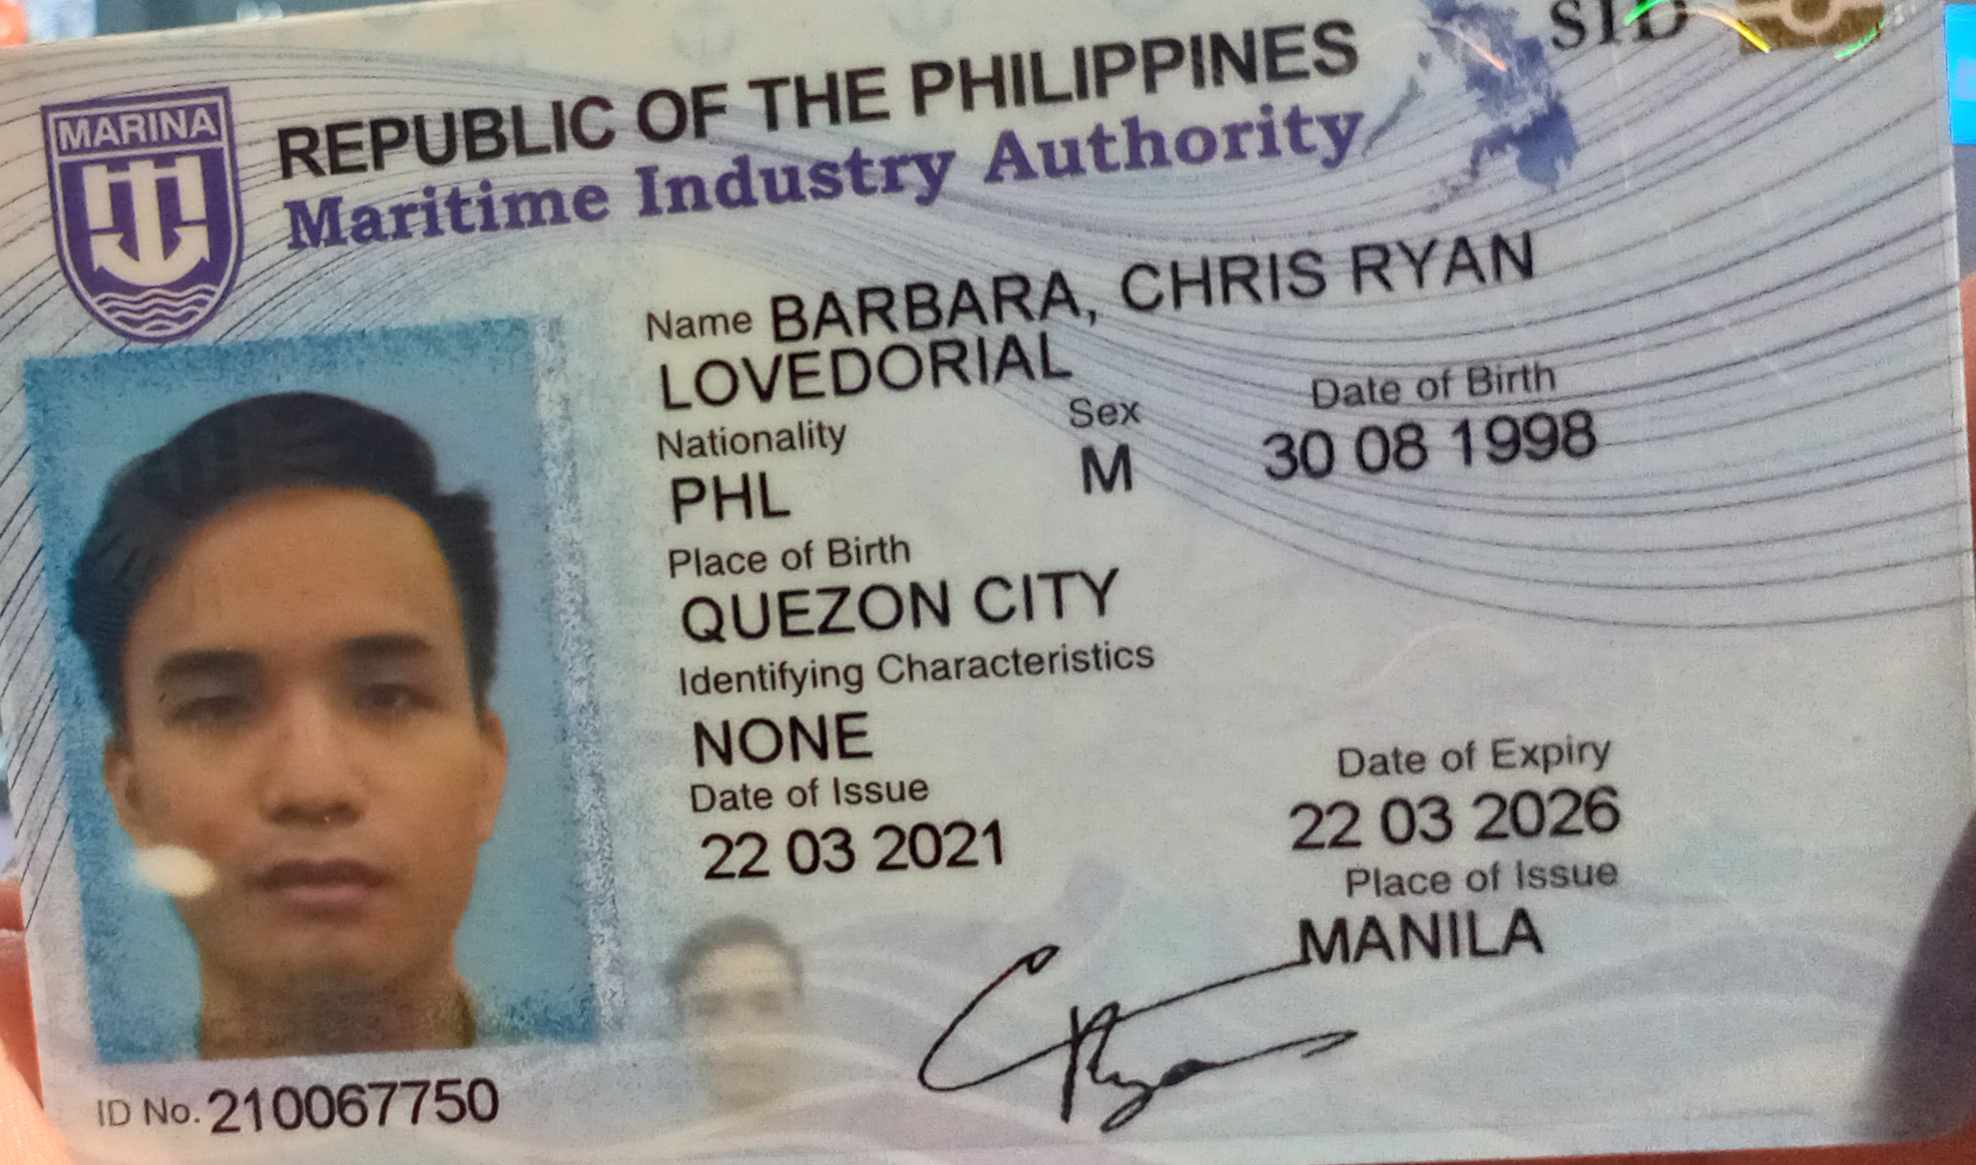 SID
MARINA
REPUBLIC OF THE PHILIPPINES
Maritime Industry Authority
Name BARBARA, CHRIS RYAN
LOVEDORIAL
Nationality Sex Date of Birth
PHL M 30 08 1998
Place of Birth
QUEZON CITY
Identifying Characteristics
NONE
Date of Issue Date of Expiry
22 03 2021 22 03 2026
Place of Issue
MANILA
CRyan
ID No. 210067750